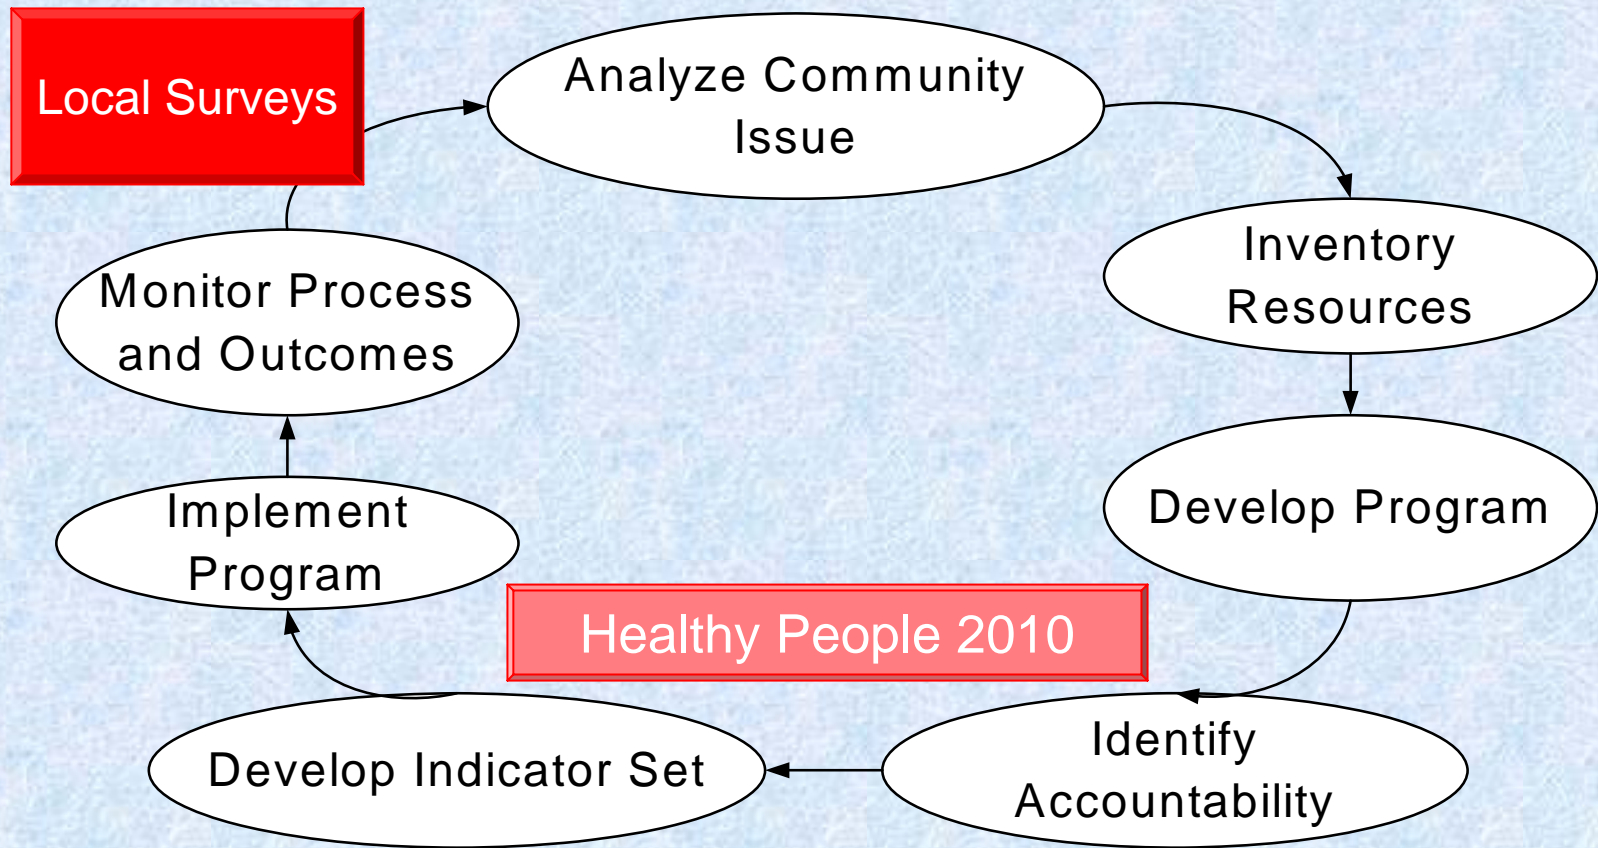 Local Surveys
Analyze Community
Issue
Inventory
Resources
Monitor Process
and Outcomes
Develop Program
Implement
Program
Healthy People 2010
Identify
Accountability
Develop Indicator Set